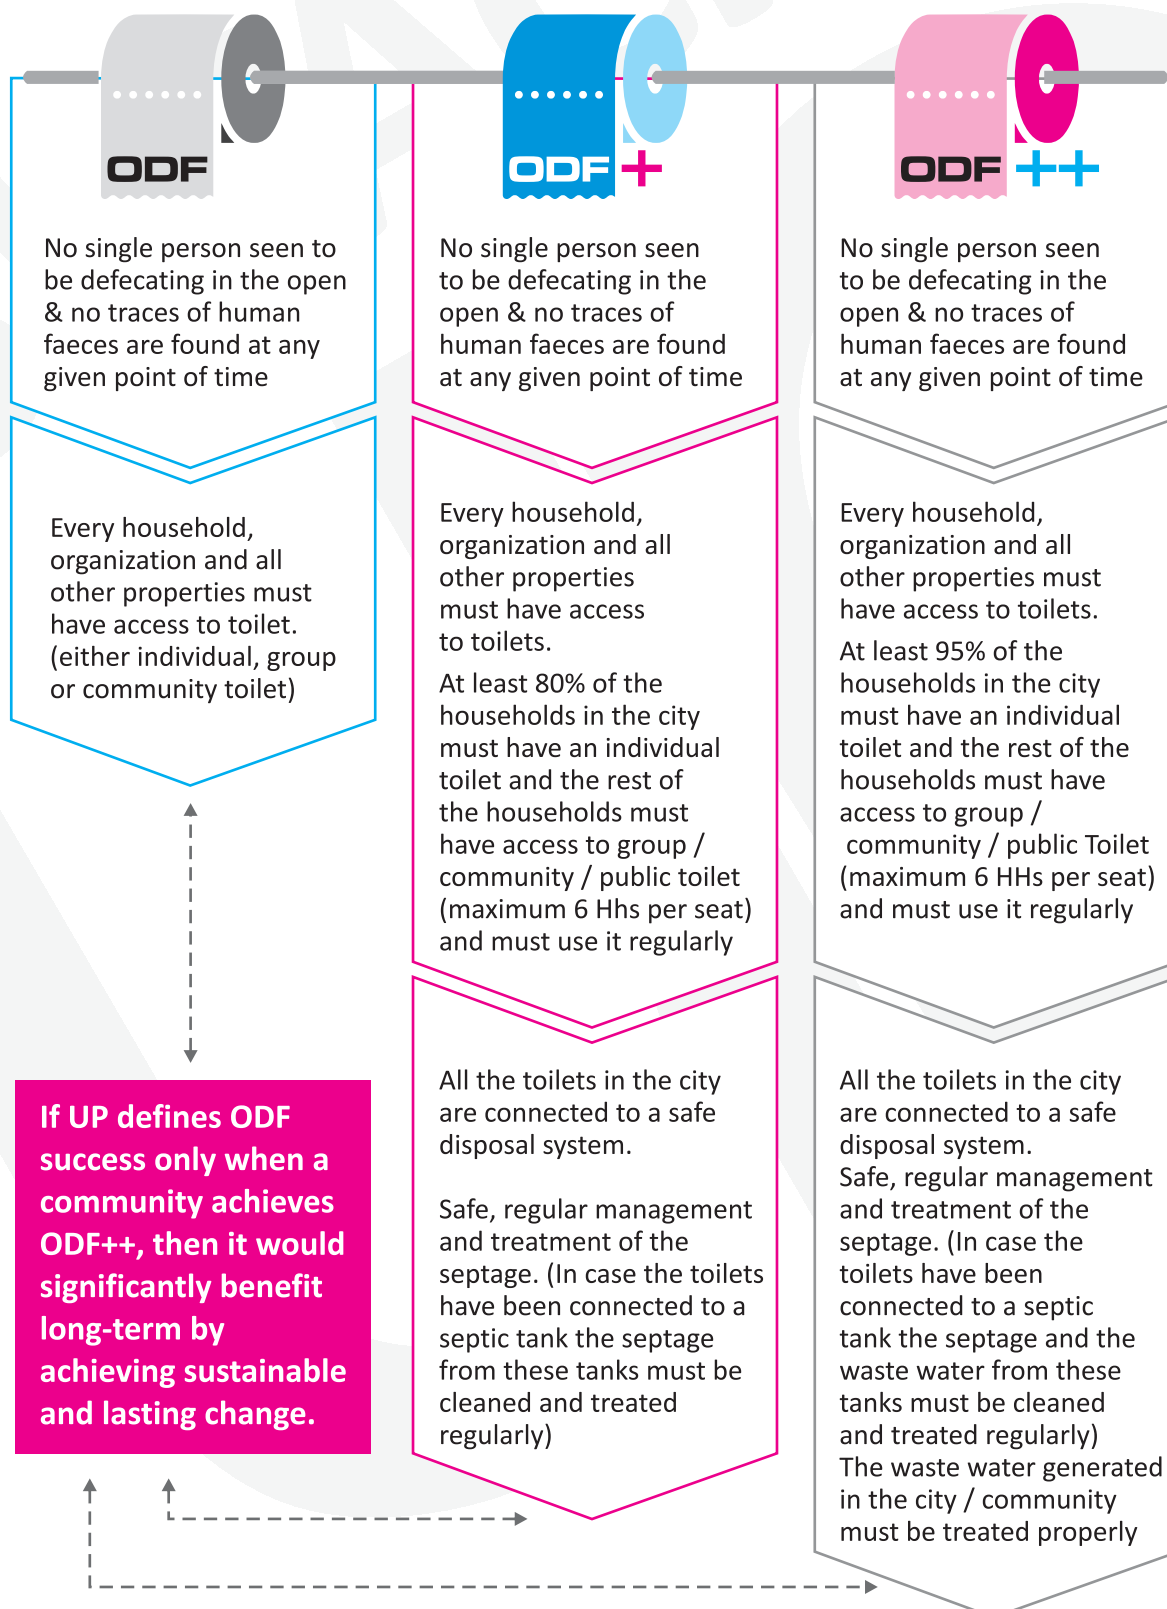 ODF
No single person seen to
be defecating in the open
& no traces of human
faeces are found at any
given point of time
Every household,
organization and all
other properties must
have access to toilet.
(either individual, group
or community toilet)
If UP defines ODF
success only when a
community achieves
ODF++, then it would
significantly benefit
long-term by
achieving sustainable
and lasting change.
ODF+
No single person seen
to be defecating in the
open & no traces of
human faeces are found
at any given point of time
Every household,
organization and all
other properties
must have access
to toilets.
At least 80% of the
households in the city
must have an individual
toilet and the rest of
the households must
have access to group /
community / public toilet
(maximum 6 Hhs per seat)
and must use it regularly
All the toilets in the city
are connected to a safe
disposal system.
Safe, regular management
and treatment of the
septage. (In case the toilets
have been connected to a
septic tank the septage
from these tanks must be
cleaned and treated
regularly)
ODF++
No single person seen
to be defecating in the
open & no traces of
human faeces are found
at any given point of time
Every household,
organization and all
other properties must
have access to toilets.
At least 95% of the
households in the city
must have an individual
toilet and the rest of the
households must have
access to group /
community / public Toilet
(maximum 6 HHs per seat)
and must use it regularly
All the toilets in the city
are connected to a safe
disposal system.
Safe, regular management
and treatment of the
septage. (In case the
toilets have been
connected to a septic
tank the septage and the
waste water from these
tanks must be cleaned
and treated regularly)
The waste water generated
in the city / community
must be treated properly